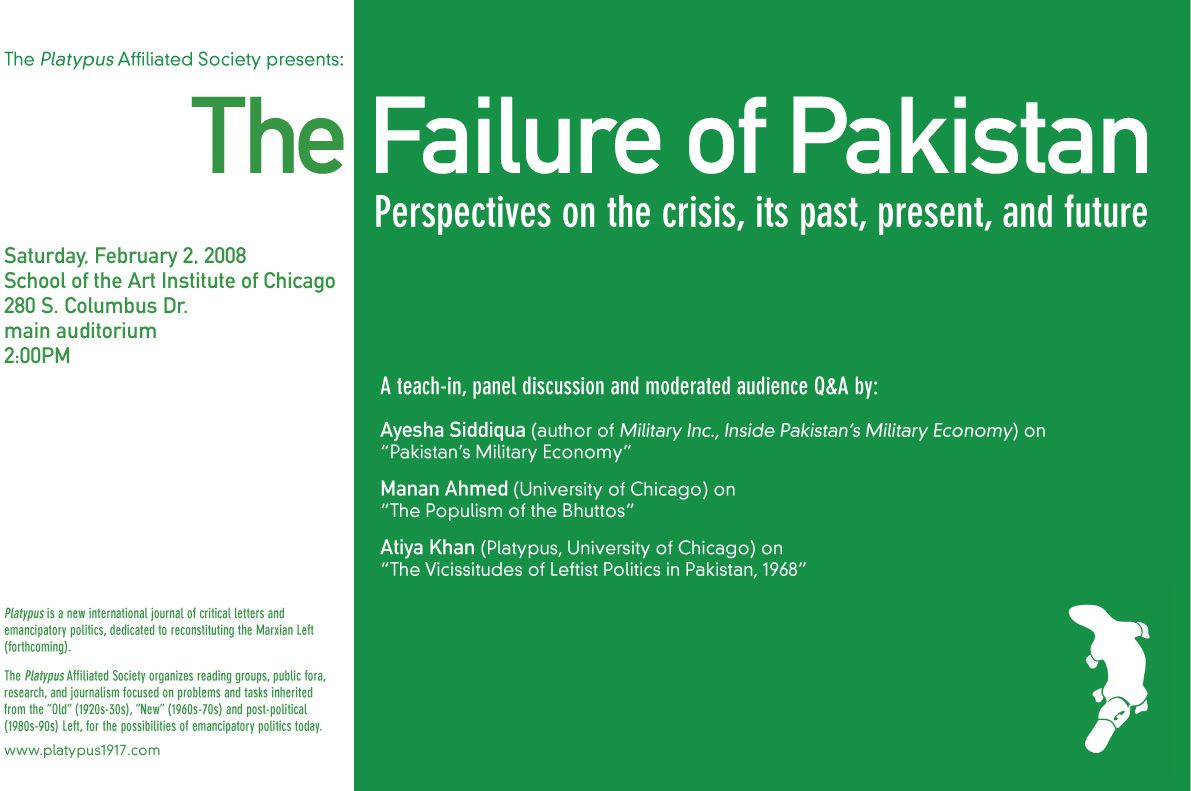 The Platypus Affiliated Society presents:
The Failure of Pakistan
Perspectives on the crisis, its past, present, and future
Saturday, February 2, 2008
School of the Art Institute of Chicago
280 S. Columbus Dr.
main auditorium
2:00PM
A teach-in, panel discussion and moderated audience Q&A by:
Ayesha Siddiqua (author of Military Inc., Inside Pakistan's Military Economy) on
“Pakistan's Military Economy”
Manan Ahmed (University of Chicago) on
“The Populism of the Bhuttos”
Atiya Khan (Platypus, University of Chicago) on
“The Vicissitudes of Leftist Politics in Pakistan, 1968”
Platypus is a new international journal of critical letters and
emancipatory politics, dedicated to reconstituting the Marxian Left
(forthcoming).
The Platypus Affiliated Society organizes reading groups, public fora,
research, and journalism focused on problems and tasks inherited
from the “Old” (1920s-30s), “New” (1960s-70s) and post-political
(1980s-90s) Left, for the possibilities of emancipatory politics today.
www.platypus1917.com